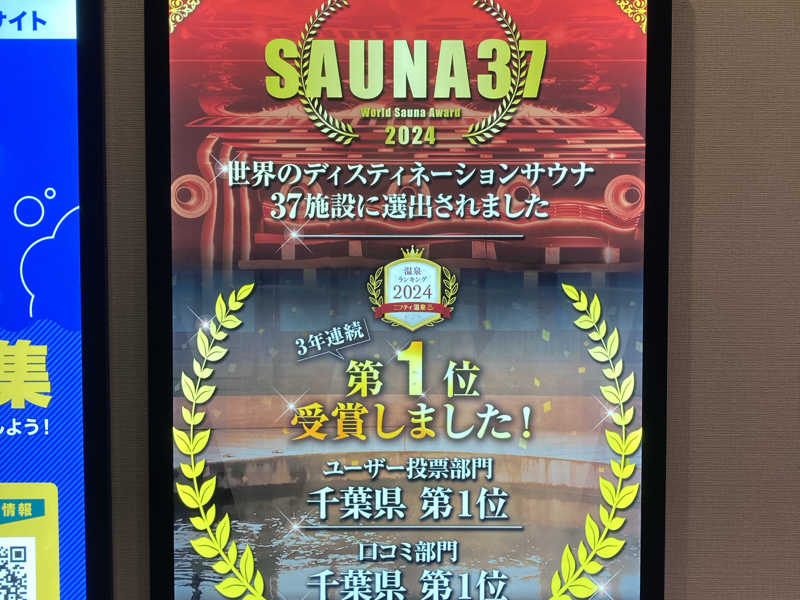 サイト
集
しよう!
情報
SAUNA37
World Sauna Award
2024
世界のディスティネーションサウナ
37施設に選出されました
温泉
ランキング
2024
ニフティ温泉
3年連続
第1位
受賞しました!
ユーザー投票部門
千葉県 第1位
口コミ部門
千葉県 第1位